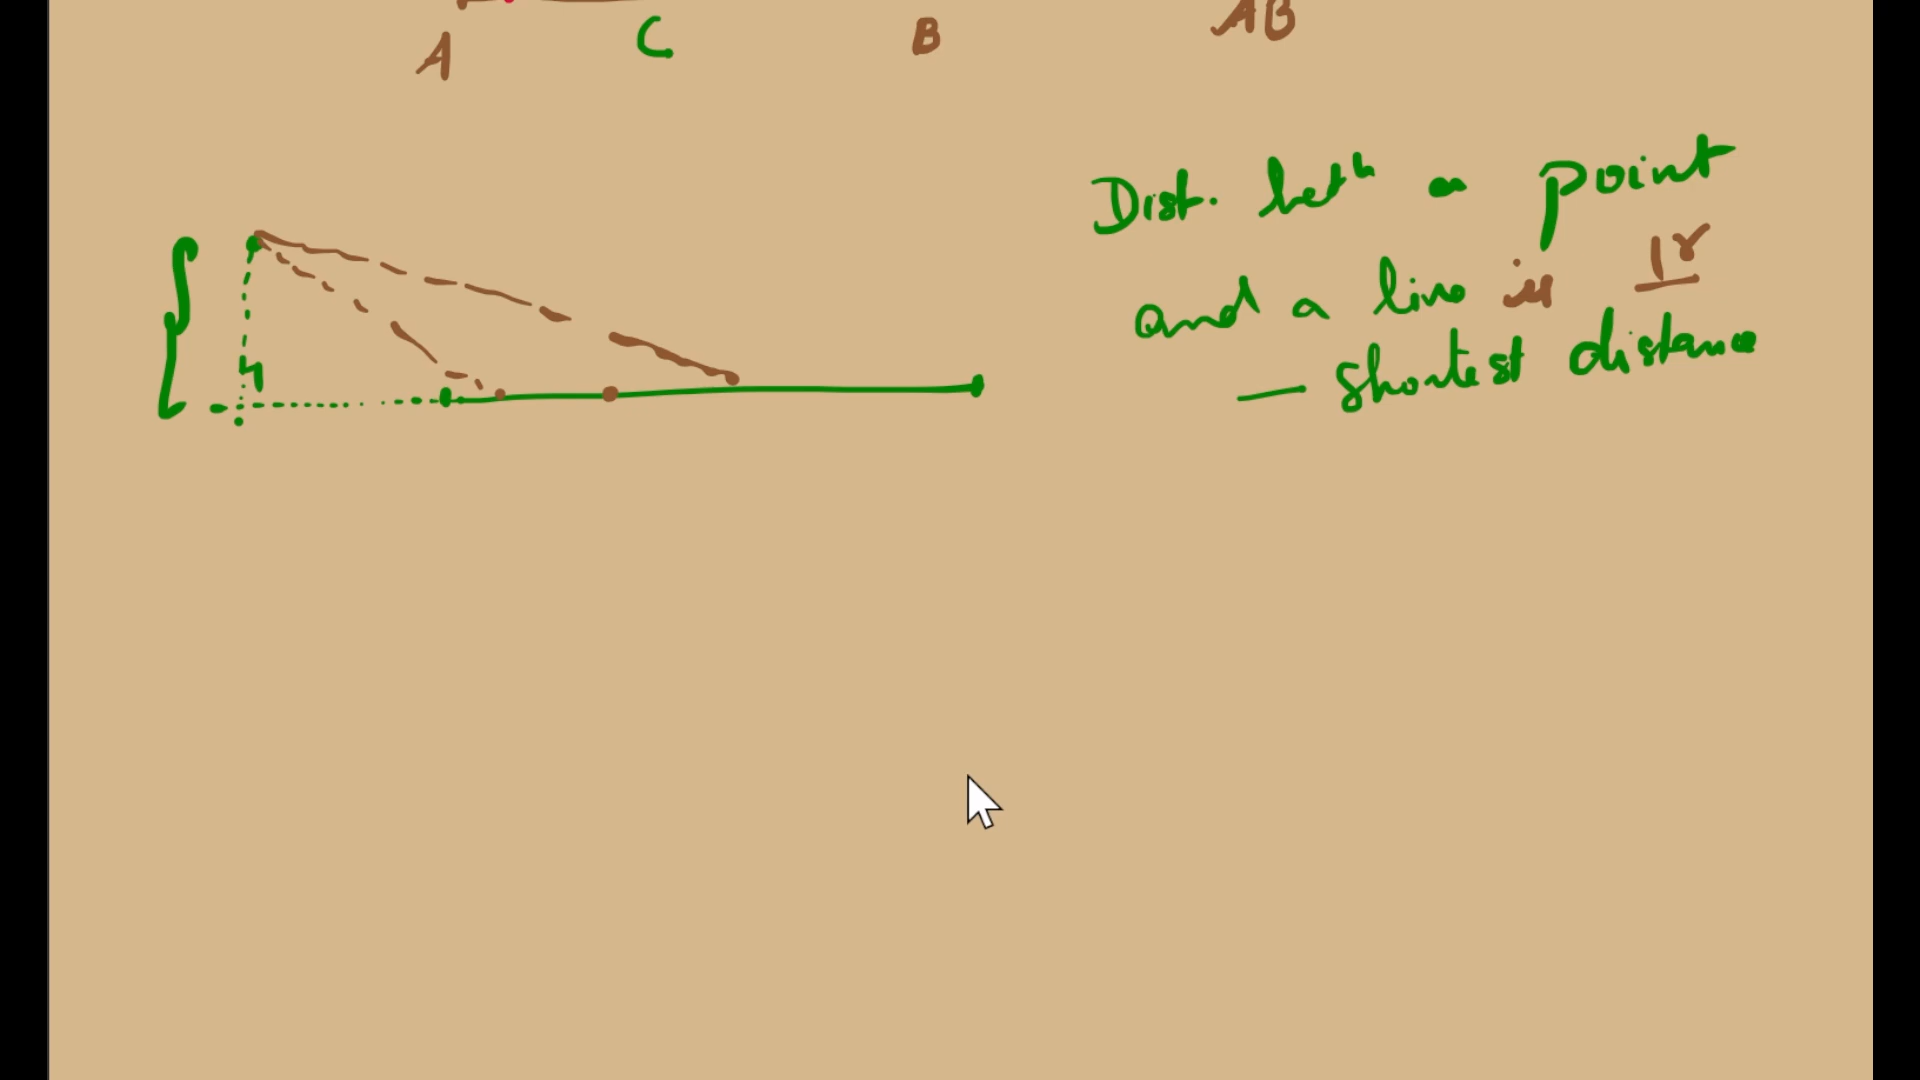 A C B AB
Dist. betⁿ a point
and a line is ⊥r
— Shortest distance